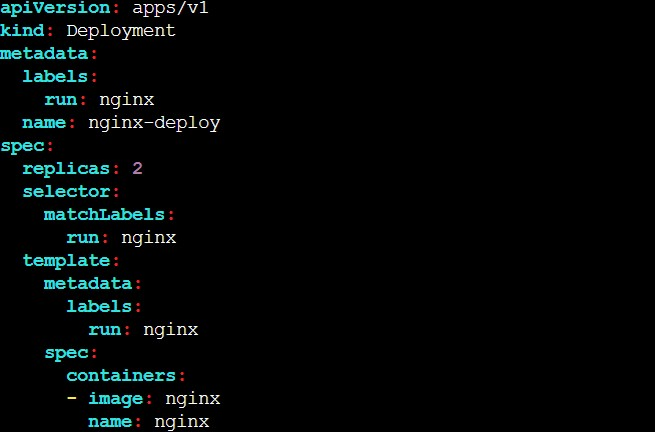 apiVersion: apps/v1
kind: Deployment
metadata:
  labels:
    run: nginx
  name: nginx-deploy
spec:
  replicas: 2
  selector:
    matchLabels:
      run: nginx
  template:
    metadata:
      labels:
        run: nginx
    spec:
      containers:
      - image: nginx
        name: nginx